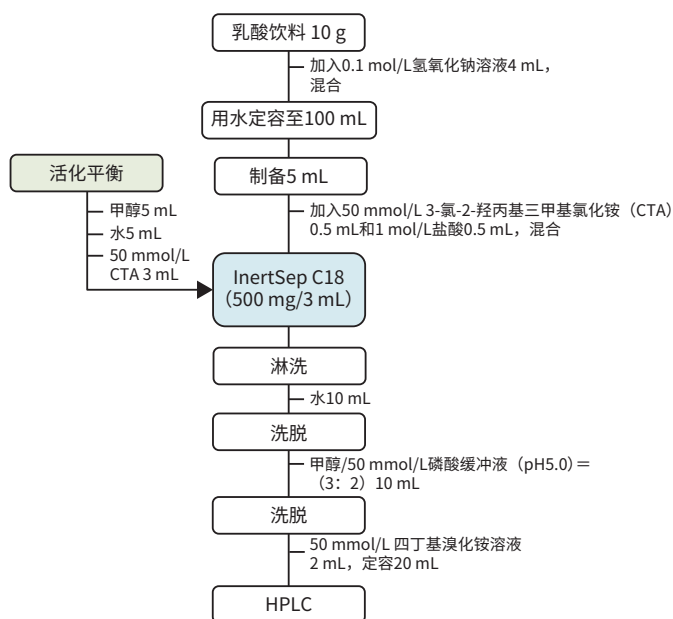 乳酸饮料 10 g
加入0.1 mol/L氢氧化钠溶液4 mL，
混合
用水定容至100 mL
活化平衡
甲醇5 mL
水5 mL
50 mmol/L
CTA 3 mL
制备5 mL
加入50 mmol/L 3-氯-2-羟丙基三甲基氯化铵（CTA）
0.5 mL和1 mol/L盐酸0.5 mL，混合
InertSep C18
（500 mg/3 mL）
淋洗
水10 mL
洗脱
甲醇/50 mmol/L磷酸缓冲液（pH5.0）＝
（3：2）10 mL
洗脱
50 mmol/L 四丁基溴化铵溶液
2 mL，定容20 mL
HPLC